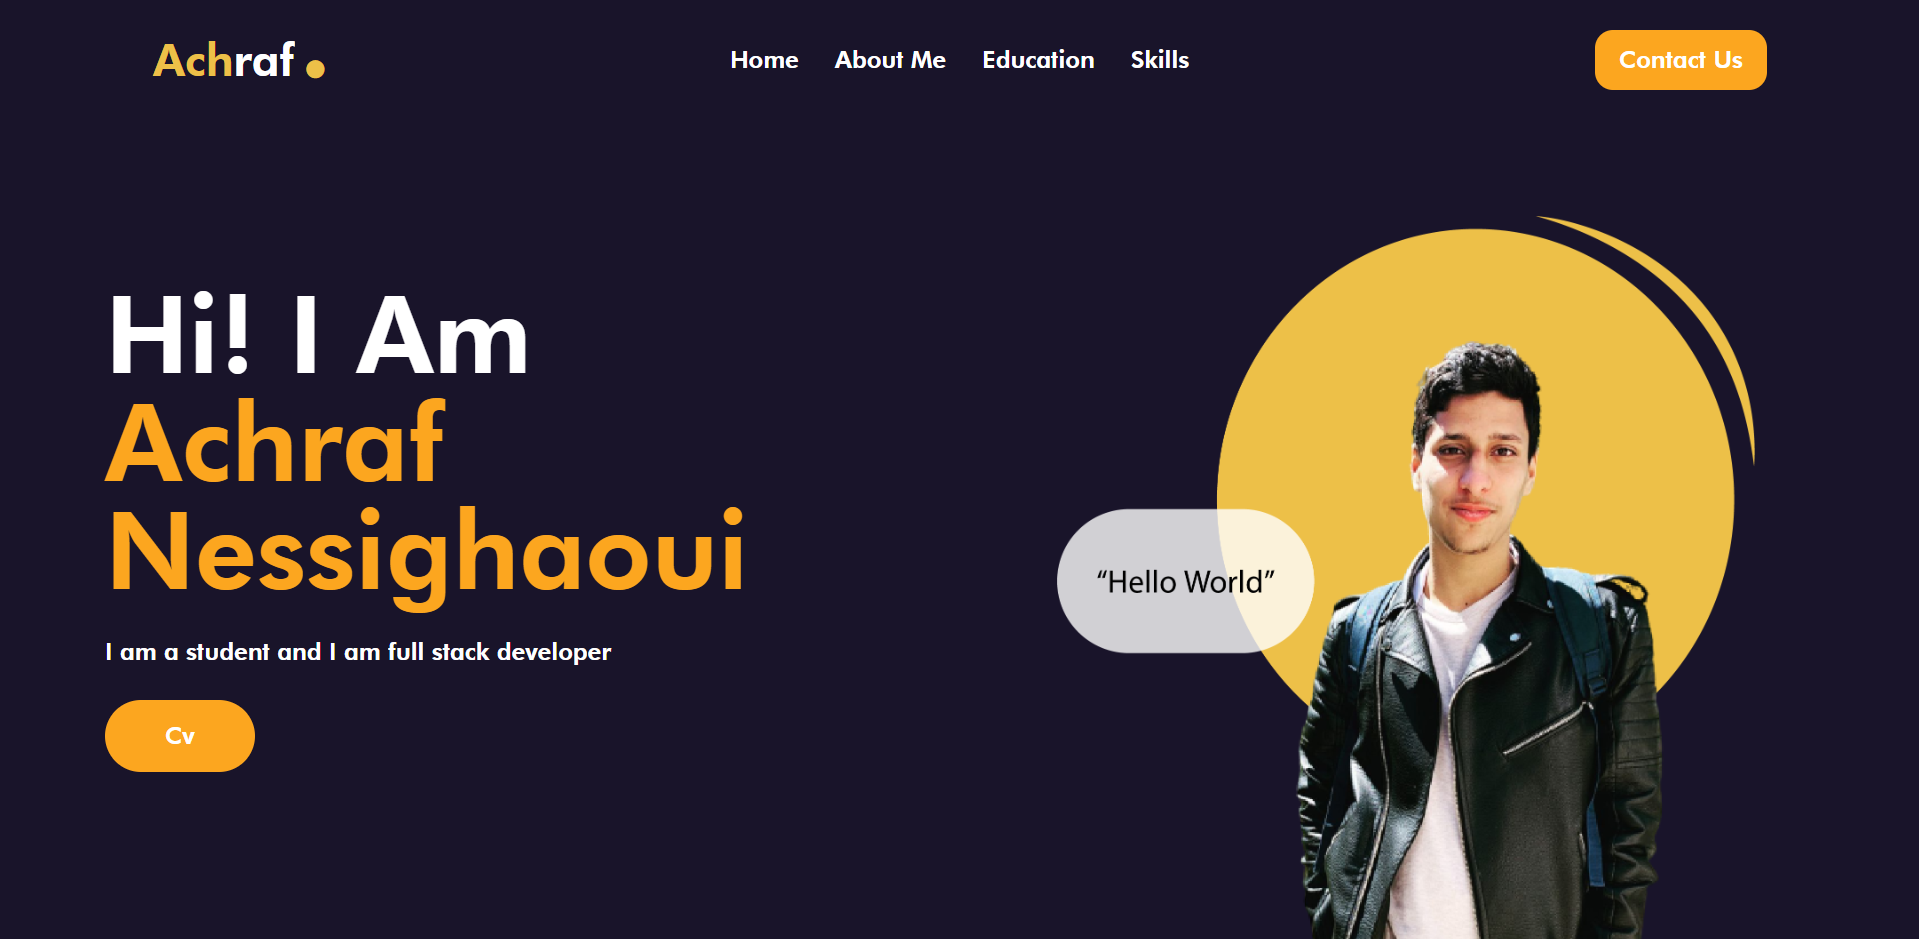 Achraf
Home About Me Education Skills
Contact Us
Hi! I Am
Achraf
Nessighaoui
"Hello World"
I am a student and I am full stack developer
Cv